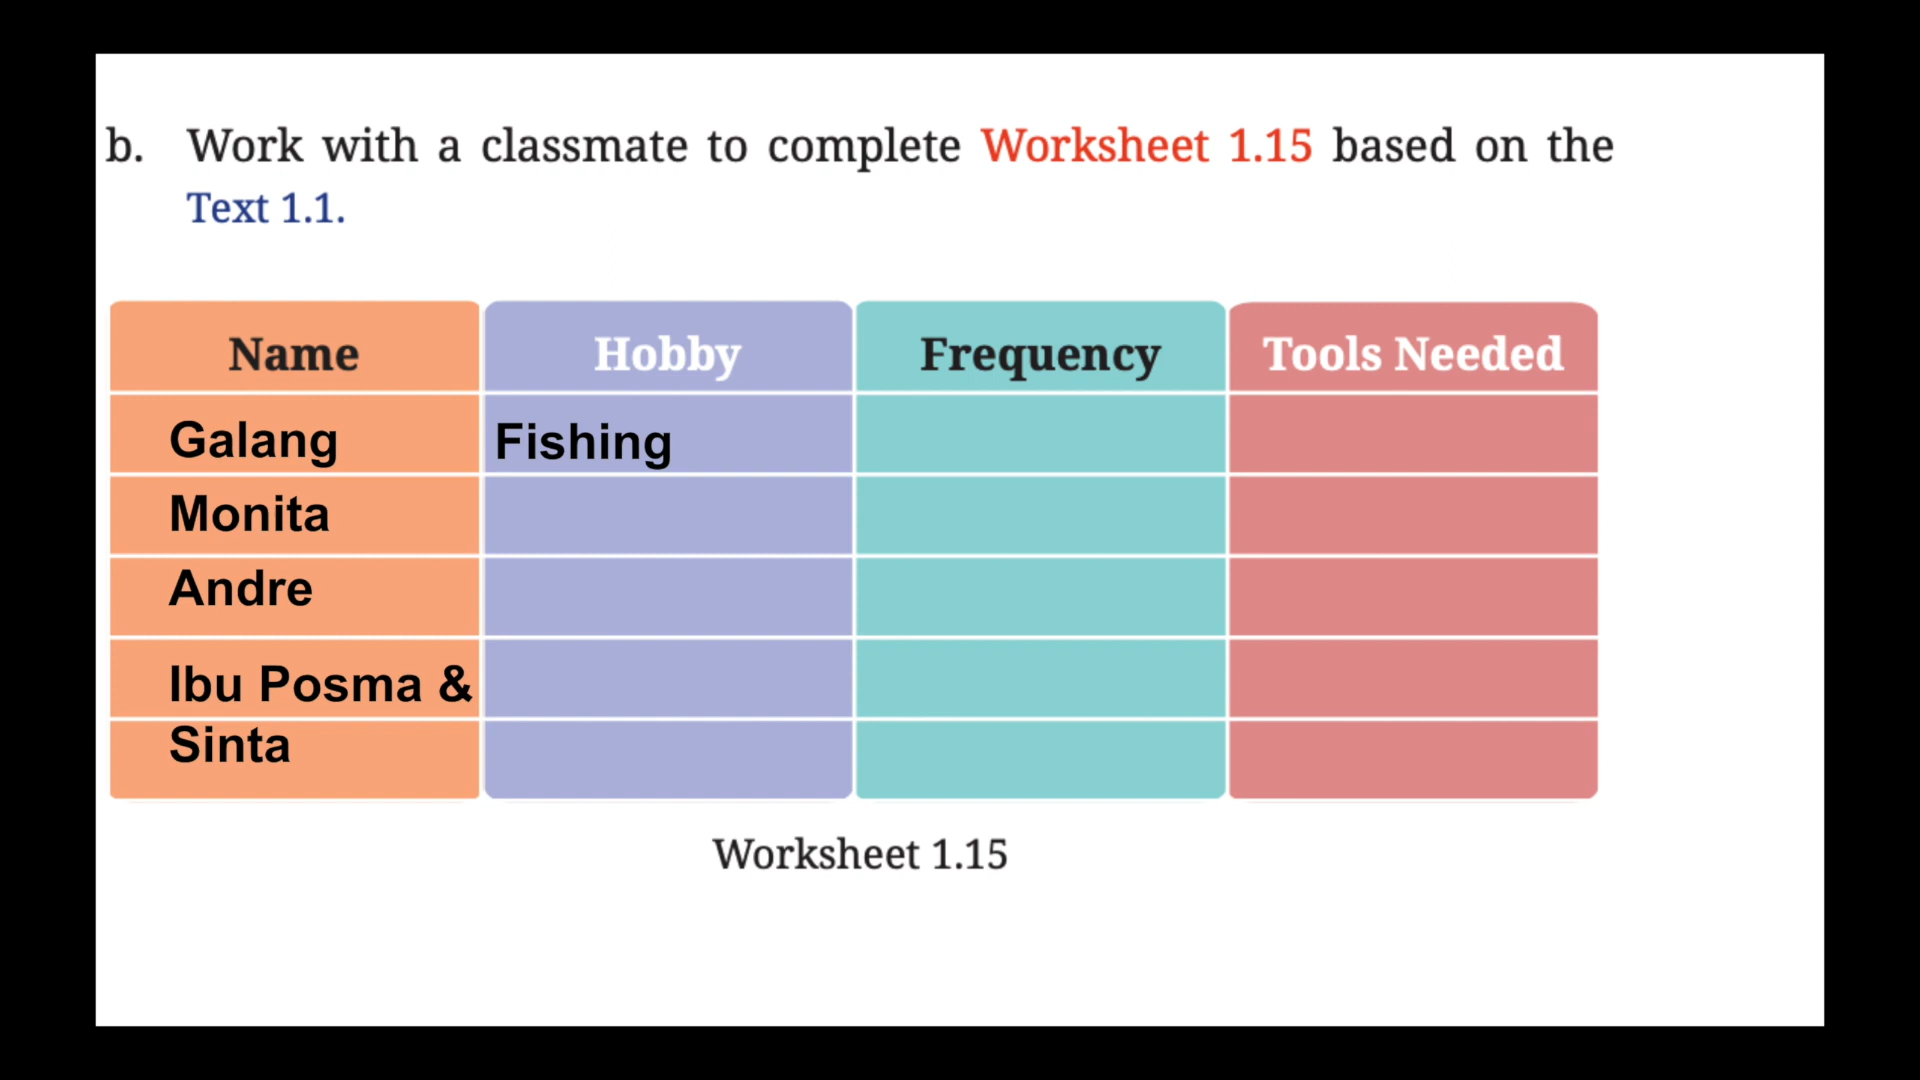 b. Work with a classmate to complete Worksheet 1.15 based on the
Text 1.1.
Name Hobby Frequency Tools Needed
Galang Fishing
Monita
Andre
Ibu Posma &
Sinta
Worksheet 1.15